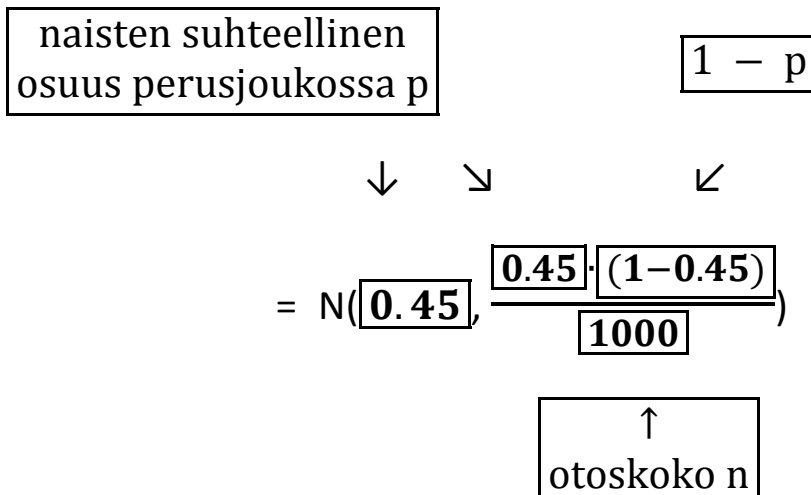 naisten suhteellinen
osuus perusjoukossa p
1 − p
↓ ↘ ↙
= N(0.45, 0.45·(1−0.45)/1000)
↑
otoskoko n